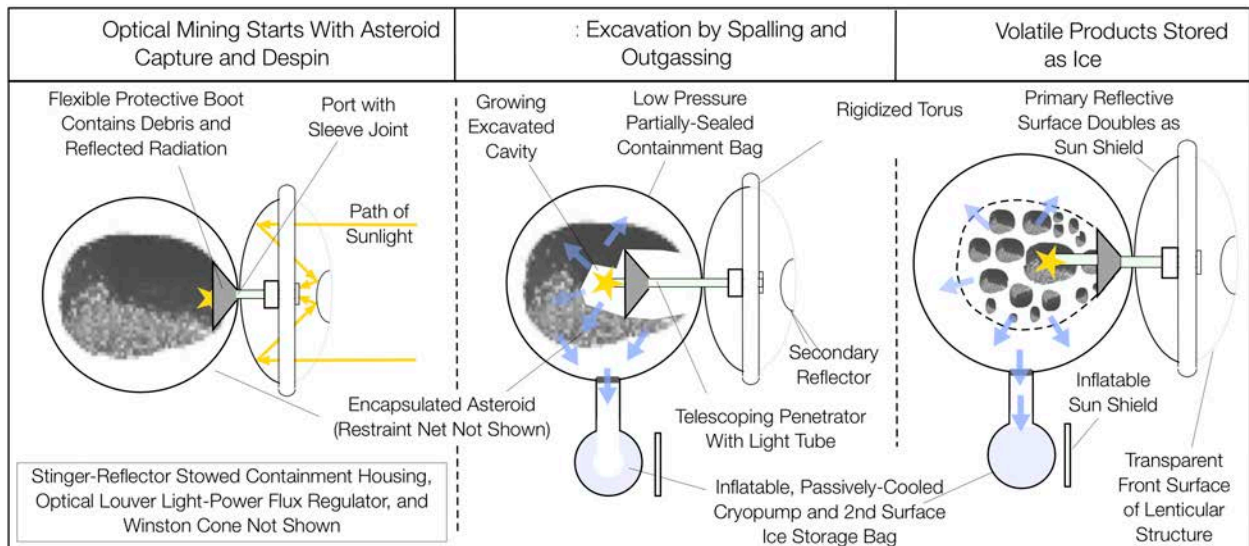 Optical Mining Starts With Asteroid
Capture and Despin
: Excavation by Spalling and
Outgassing
Volatile Products Stored
as Ice
Flexible Protective Boot
Contains Debris and
Reflected Radiation
Port with
Sleeve Joint
Path of
Sunlight
Encapsulated Asteroid
(Restraint Net Not Shown)
Stinger-Reflector Stowed Containment Housing,
Optical Louver Light-Power Flux Regulator, and
Winston Cone Not Shown
Growing
Excavated
Cavity
Low Pressure
Partially-Sealed
Containment Bag
Rigidized Torus
Secondary
Reflector
Telescoping Penetrator
With Light Tube
Inflatable, Passively-Cooled
Cryopump and 2nd Surface
Ice Storage Bag
Primary Reflective
Surface Doubles as
Sun Shield
Inflatable
Sun Shield
Transparent
Front Surface
of Lenticular
Structure